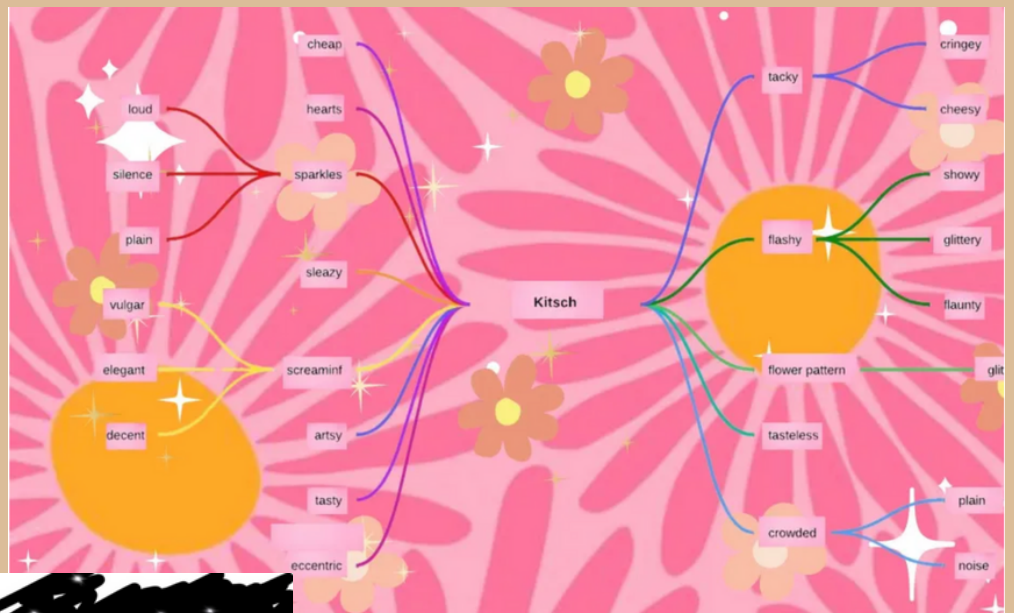 Kitsch
cheap
hearts
sparkles
loud
silence
plain
sleazy
screaminf
vulgar
elegant
decent
artsy
tasty
eccentric
tacky
cringey
cheesy
flashy
showy
glittery
flaunty
flower pattern
glit
tasteless
crowded
plain
noise